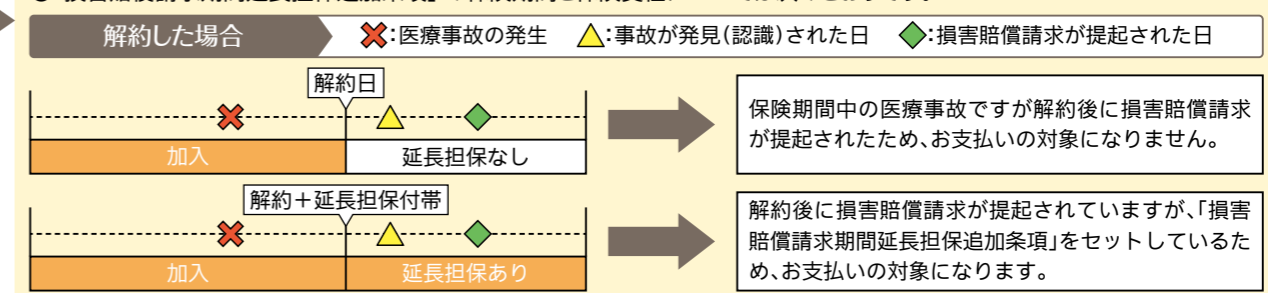 解約した場合
✖:医療事故の発生 △:事故が発見(認識)された日 ◆:損害賠償請求が提起された日
解約日
加入
延長担保なし
保険期間中の医療事故ですが解約後に損害賠償請求
が提起されたため、お支払いの対象になりません。
解約+延長担保付帯
加入
延長担保あり
解約後に損害賠償請求が提起されていますが、「損害
賠償請求期間延長担保追加条項」をセットしているた
め、お支払いの対象になります。